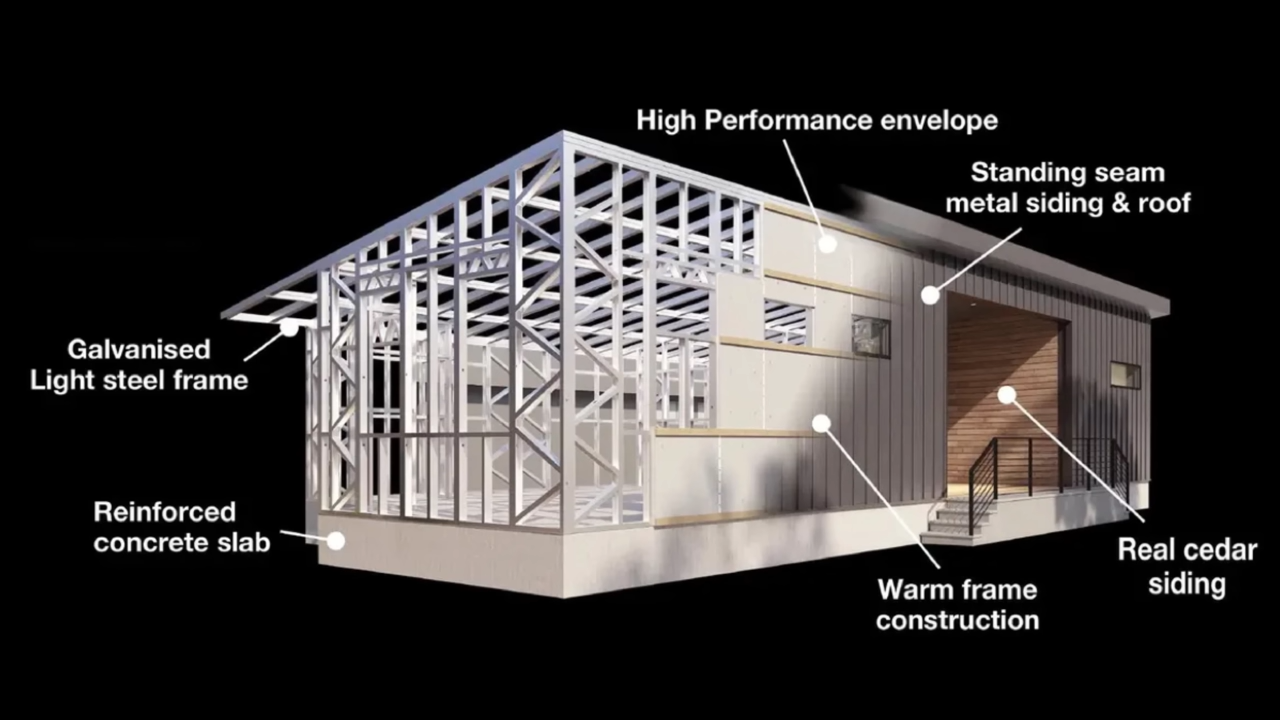 High Performance envelope
Standing seam
metal siding & roof
Galvanised
Light steel frame
Reinforced
concrete slab
Real cedar
siding
Warm frame
construction